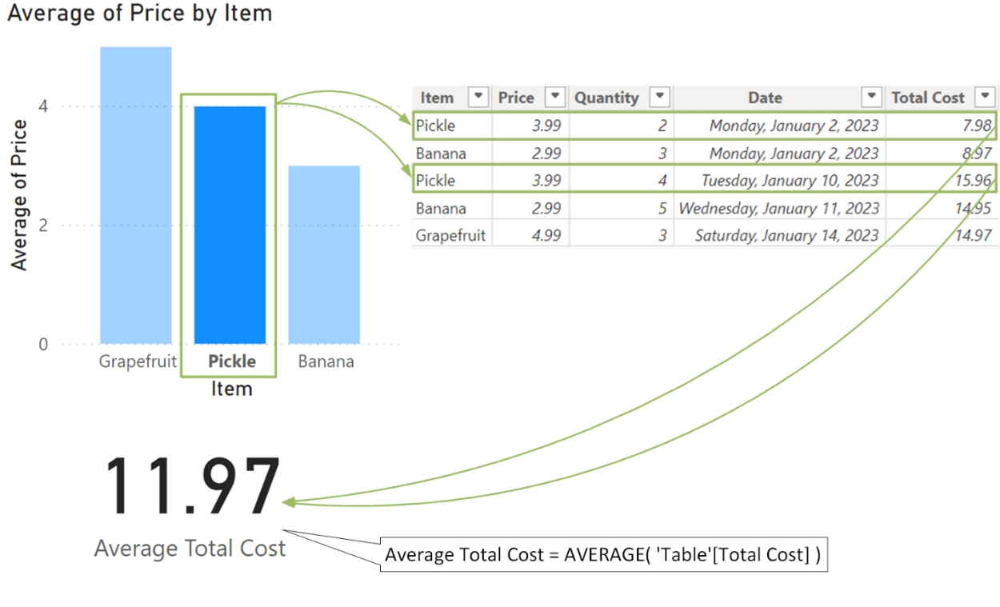 Average of Price by Item
Average of Price
4
2
0
Grapefruit Pickle Banana
Item
Item Price Quantity Date Total Cost
Pickle 3.99 2 Monday, January 2, 2023 7.98
Banana 2.99 3 Monday, January 2, 2023 8.97
Pickle 3.99 4 Tuesday, January 10, 2023 15.96
Banana 2.99 5 Wednesday, January 11, 2023 14.95
Grapefruit 4.99 3 Saturday, January 14, 2023 14.97
11.97
Average Total Cost
Average Total Cost = AVERAGE( 'Table'[Total Cost] )